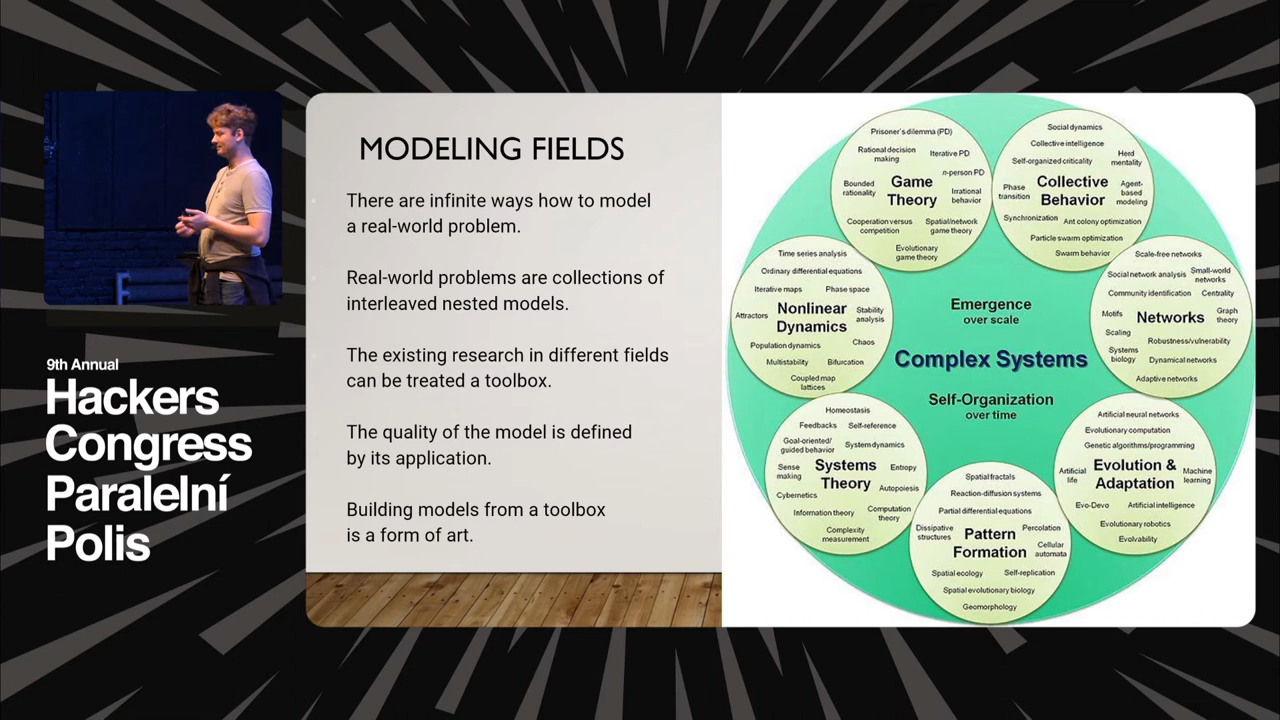 9th Annual
Hackers
Congress
Paralelní
Polis
MODELING FIELDS
There are infinite ways how to model
a real-world problem.
Real-world problems are collections of
interleaved nested models.
The existing research in different fields
can be treated a toolbox.
The quality of the model is defined
by its application.
Building models from a toolbox
is a form of art.
Complex Systems
Emergence
over scale
Self-Organization
over time
Game
Theory
Prisoner's dilemma (PD)
Rational decision
making
Iterative PD
n-person PD
Bounded
rationality
Irrational
behavior
Cooperation versus
competition
Spatial/network
game theory
Evolutionary
game theory
Collective
Behavior
Social dynamics
Collective intelligence
Self-organized criticality
Herd
mentality
Phase
transition
Agent-
based
modeling
Synchronization
Ant colony optimization
Particle swarm optimization
Swarm behavior
Networks
Scale-free networks
Social network analysis
Small-world
networks
Community identification
Centrality
Motifs
Graph
theory
Scaling
Robustness/vulnerability
Systems
biology
Dynamical networks
Adaptive networks
Evolution &
Adaptation
Artificial neural networks
Evolutionary computation
Genetic algorithms/programming
Artificial
life
Machine
learning
Evo-Devo
Artificial intelligence
Evolutionary robotics
Evolvability
Pattern
Formation
Spatial fractals
Reaction-diffusion systems
Partial differential equations
Dissipative
structures
Percolation
Cellular
automata
Spatial ecology
Self-replication
Spatial evolutionary biology
Geomorphology
Systems
Theory
Homeostasis
Feedbacks
Self-reference
Goal-oriented/
guided behavior
System dynamics
Sense
making
Entropy
Cybernetics
Autopoiesis
Information theory
Computation
theory
Complexity
measurement
Nonlinear
Dynamics
Time series analysis
Ordinary differential equations
Iterative maps
Phase space
Attractors
Stability
analysis
Population dynamics
Chaos
Multistability
Bifurcation
Coupled map
lattices